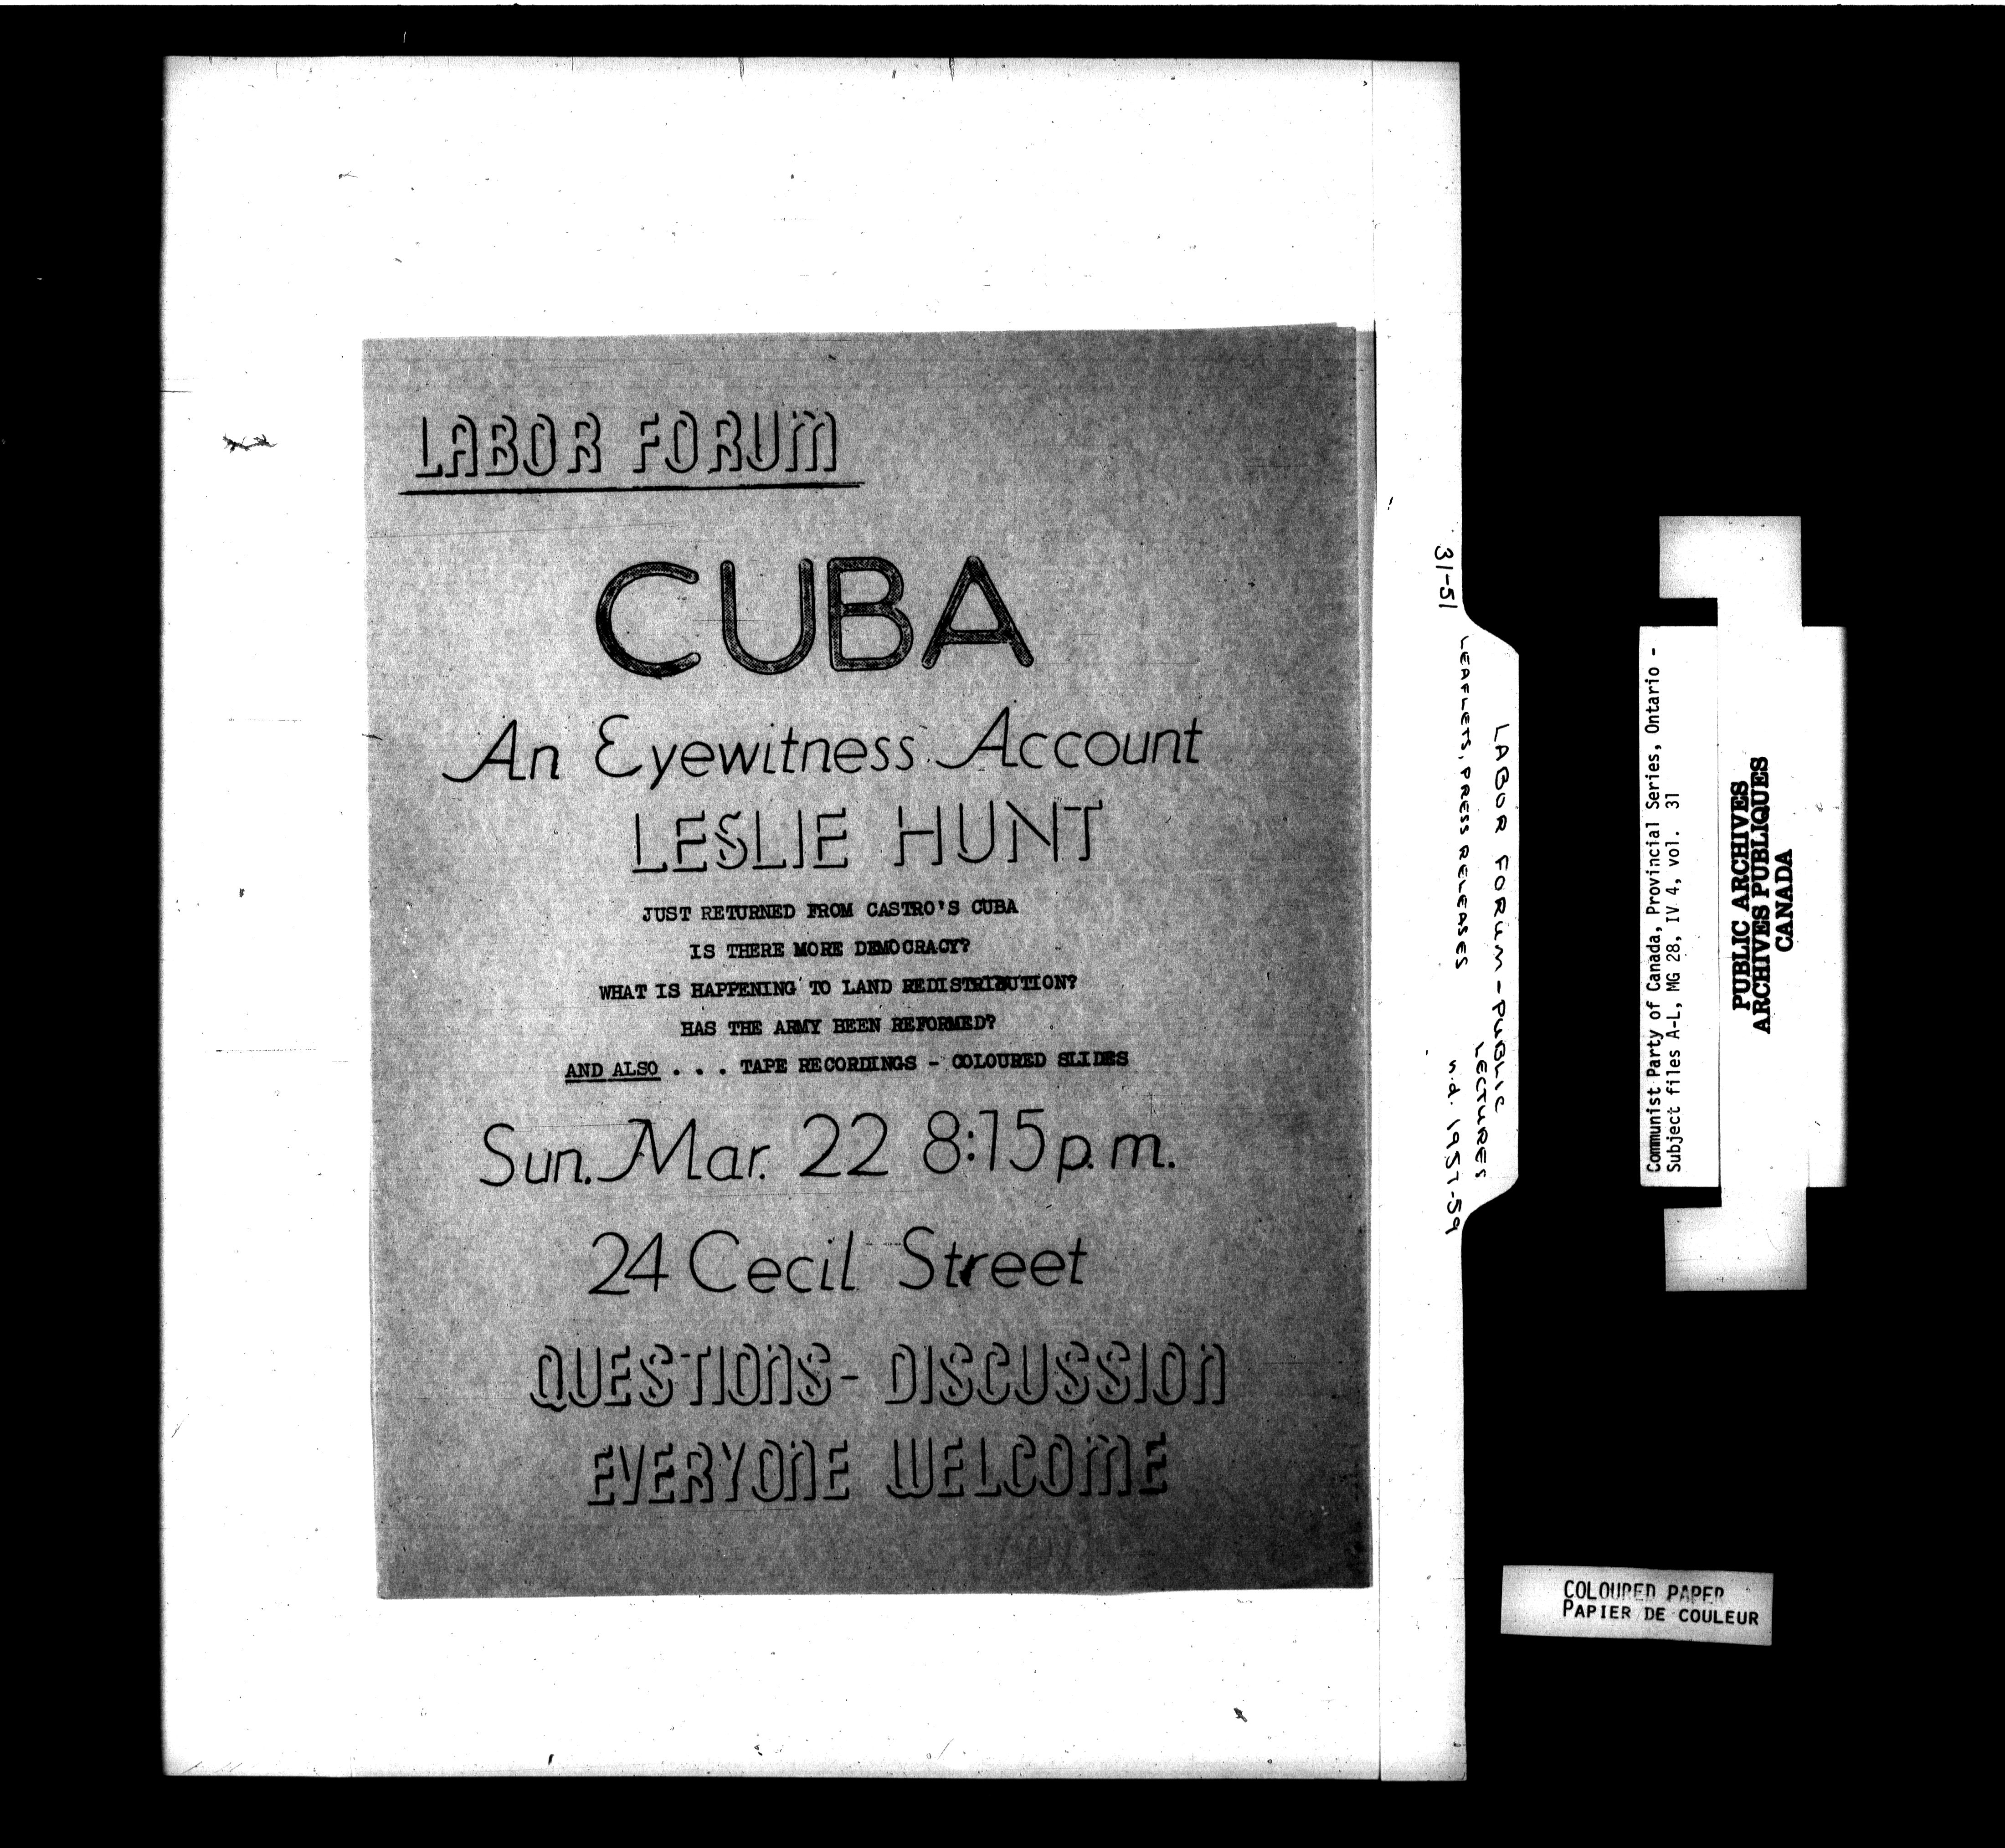 LABOR FORUM
CUBA
An Eyewitness Account
LESLIE HUNT
JUST RETURNED FROM CASTRO'S CUBA
IS THERE MORE DEMOCRACY?
WHAT IS HAPPENING TO LAND REDISTRIBUTION?
HAS THE ARMY BEEN REFORMED?
AND ALSO . . . TAPE RECORDINGS - COLOURED SLIDES
Sun. Mar. 22 8:15 p.m.
24 Cecil Street
QUESTIONS - DISCUSSION
EVERYONE WELCOME
LABOR FORUM - PUBLIC
LECTURES
LEAFLETS, PRESS RELEASES
n.d. 1957-59
31-51
Communist Party of Canada, Provincial Series, Ontario -
Subject files A-L, MG 28, IV 4, vol. 31
PUBLIC ARCHIVES
ARCHIVES PUBLIQUES
CANADA
COLOURED PAPER
PAPIER DE COULEUR